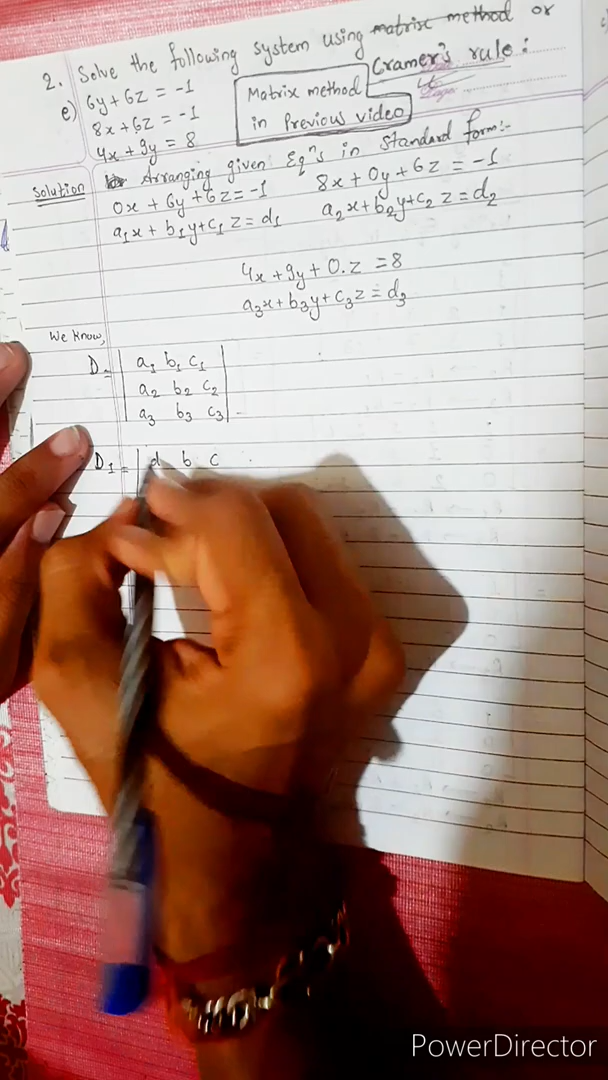 2. Solve the following system using matrix method or
Cramer's rule:
e) 6y + 6z = -1
8x + 6z = -1
4x + 9y = 8
Matrix method
in Previous video
Solution Arranging given Eqⁿs in standard form:-
0x + 6y + 6z = -1 8x + 0y + 6z = -1
a₁x + b₁y + c₁ z = d₁ a₂x + b₂y + c₂ z = d₂
4x + 9y + 0.z = 8
a₃x + b₃y + c₃z = d₃
We know,
D = | a₁ b₁ c₁ |
| a₂ b₂ c₂ |
| a₃ b₃ c₃ |
D₁ = | d b c
PowerDirector